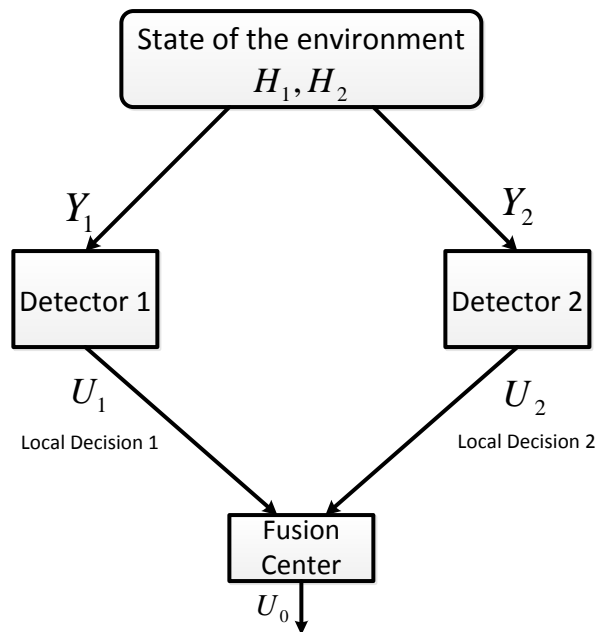 State of the environment
H₁, H₂
Y₁
Y₂
Detector 1
Detector 2
U₁
U₂
Local Decision 1
Local Decision 2
Fusion
Center
U₀